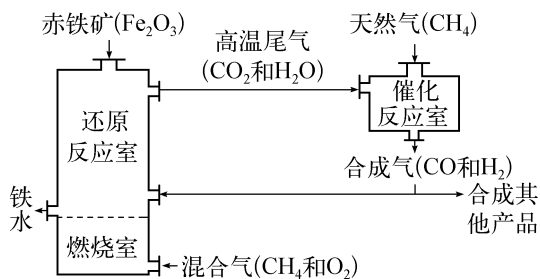 赤铁矿(Fe₂O₃)
高温尾气
(CO₂和H₂O)
天然气(CH₄)
催化
反应室
还原
反应室
合成气(CO和H₂)
铁
水
合成其
他产品
燃烧室
混合气(CH₄和O₂)